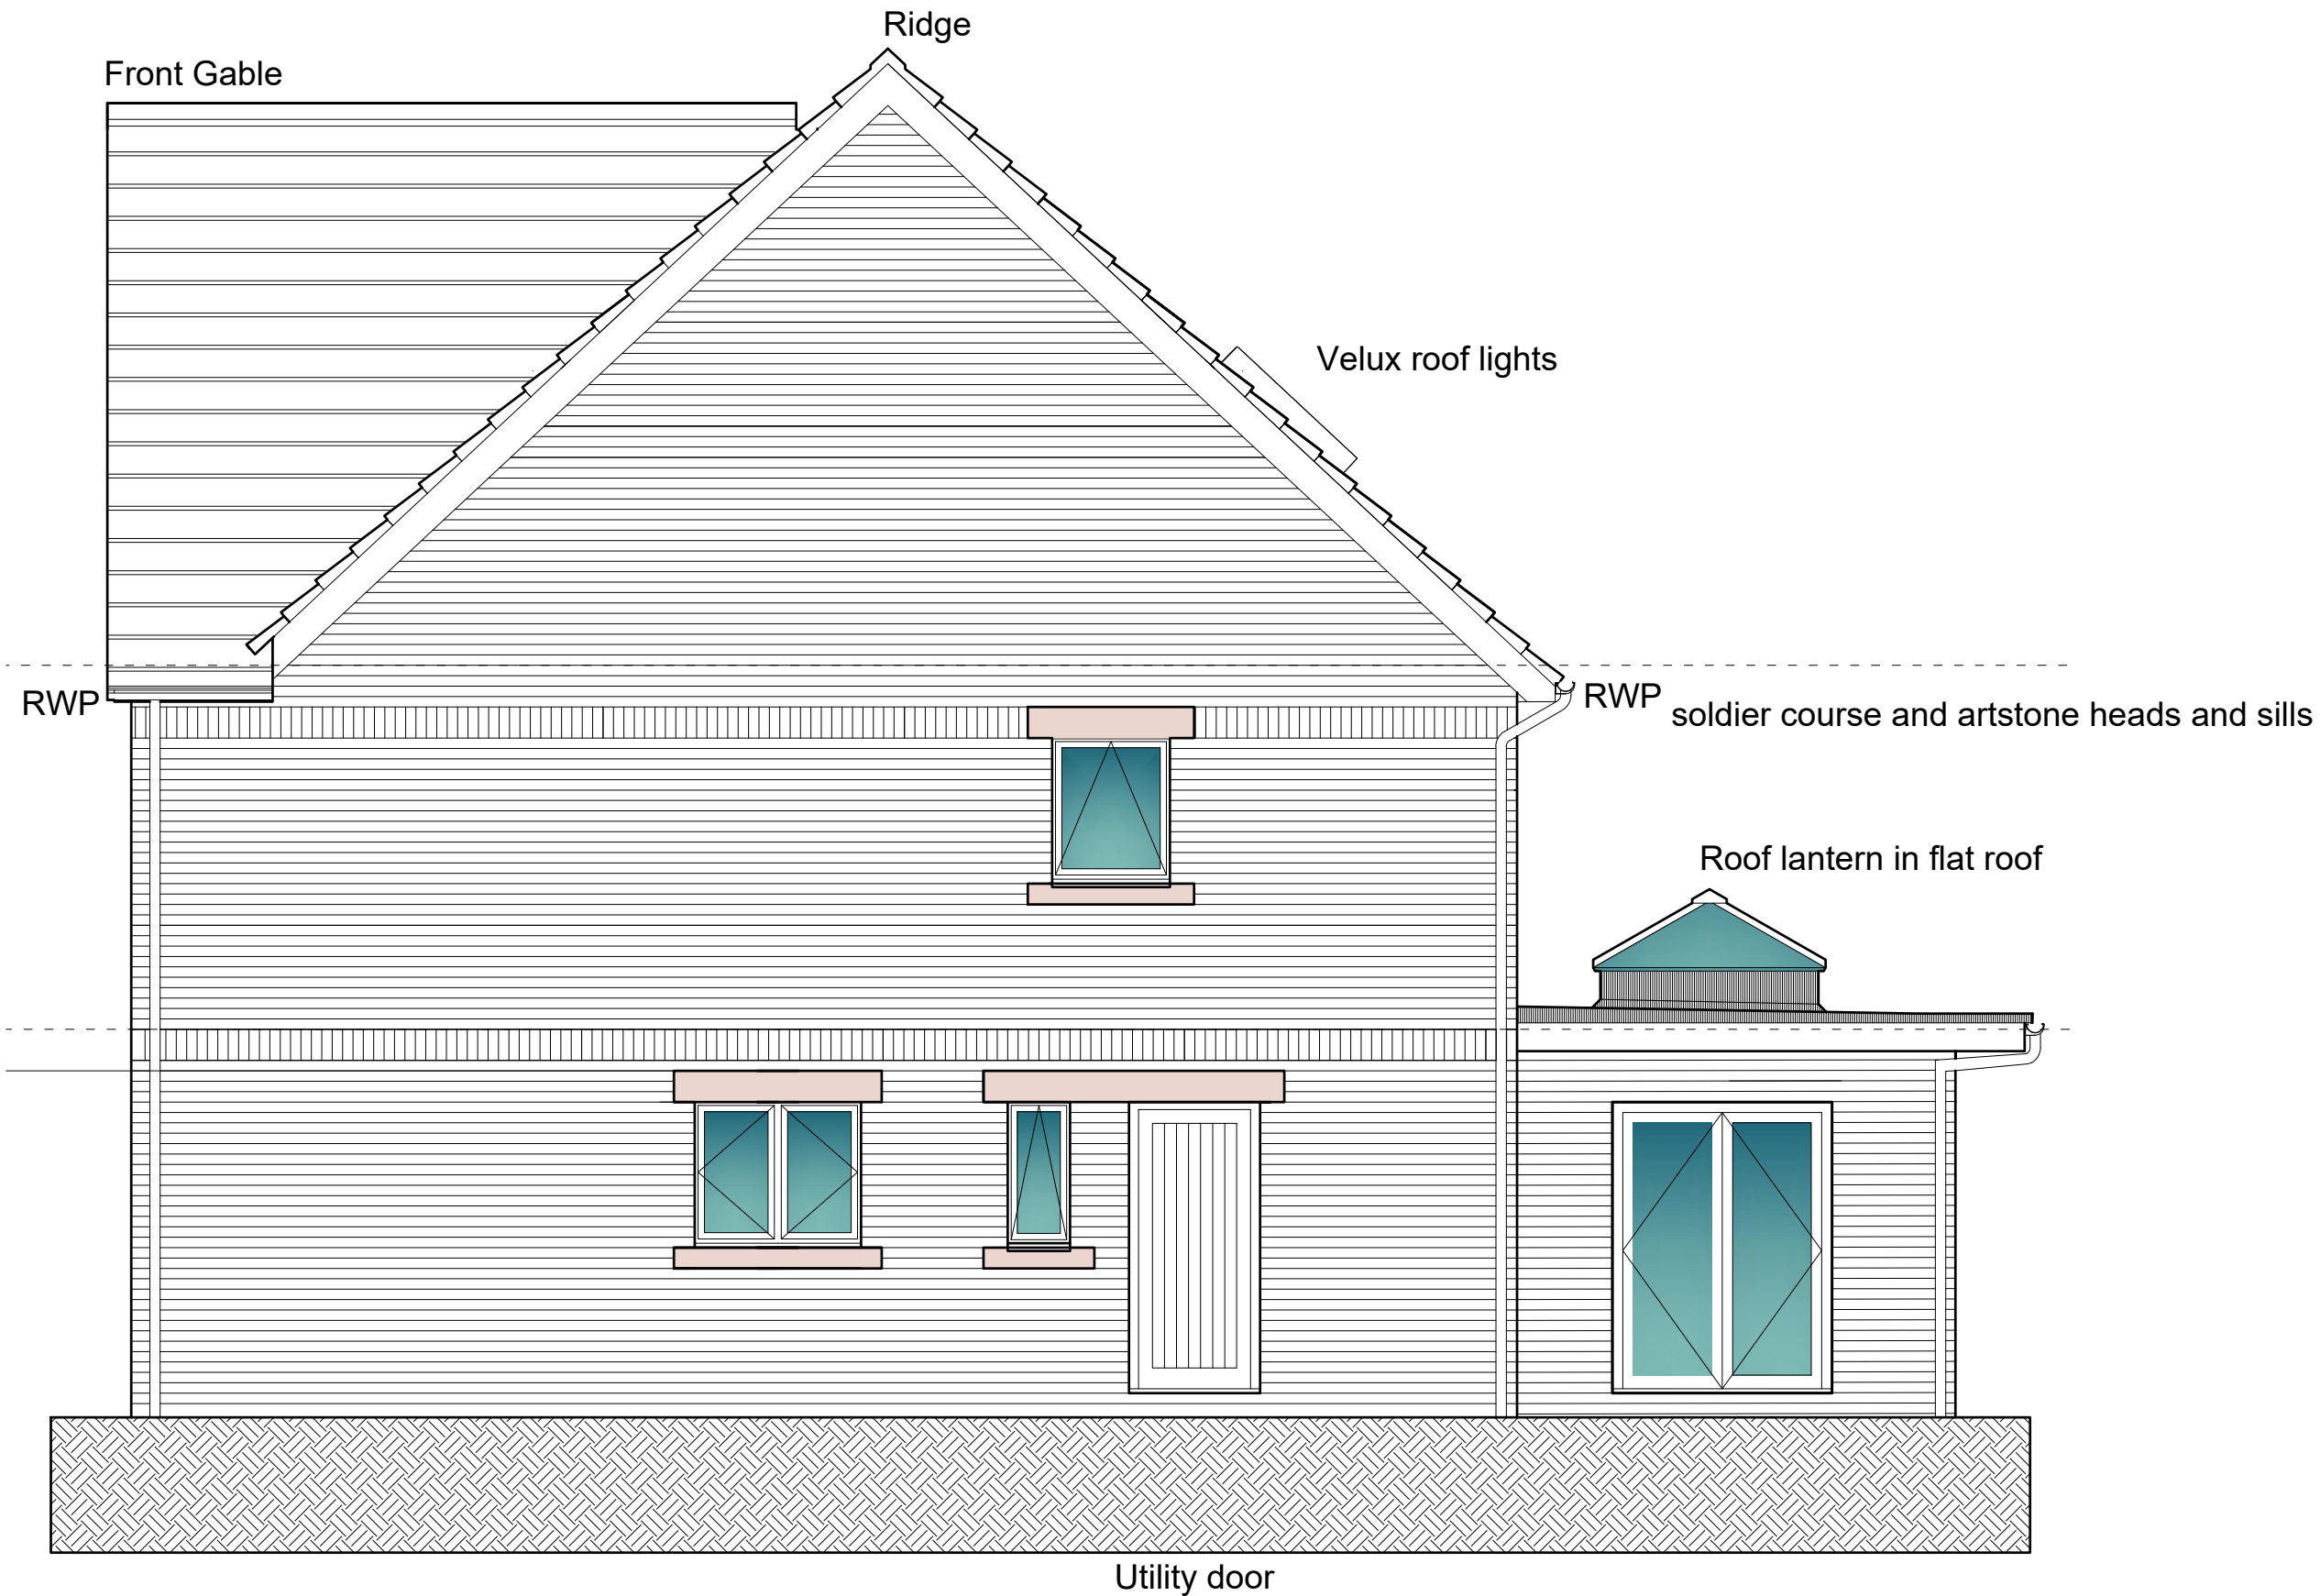 Ridge
Front Gable
Velux roof lights
RWP
RWP
soldier course and artstone heads and sills
Roof lantern in flat roof
Utility door